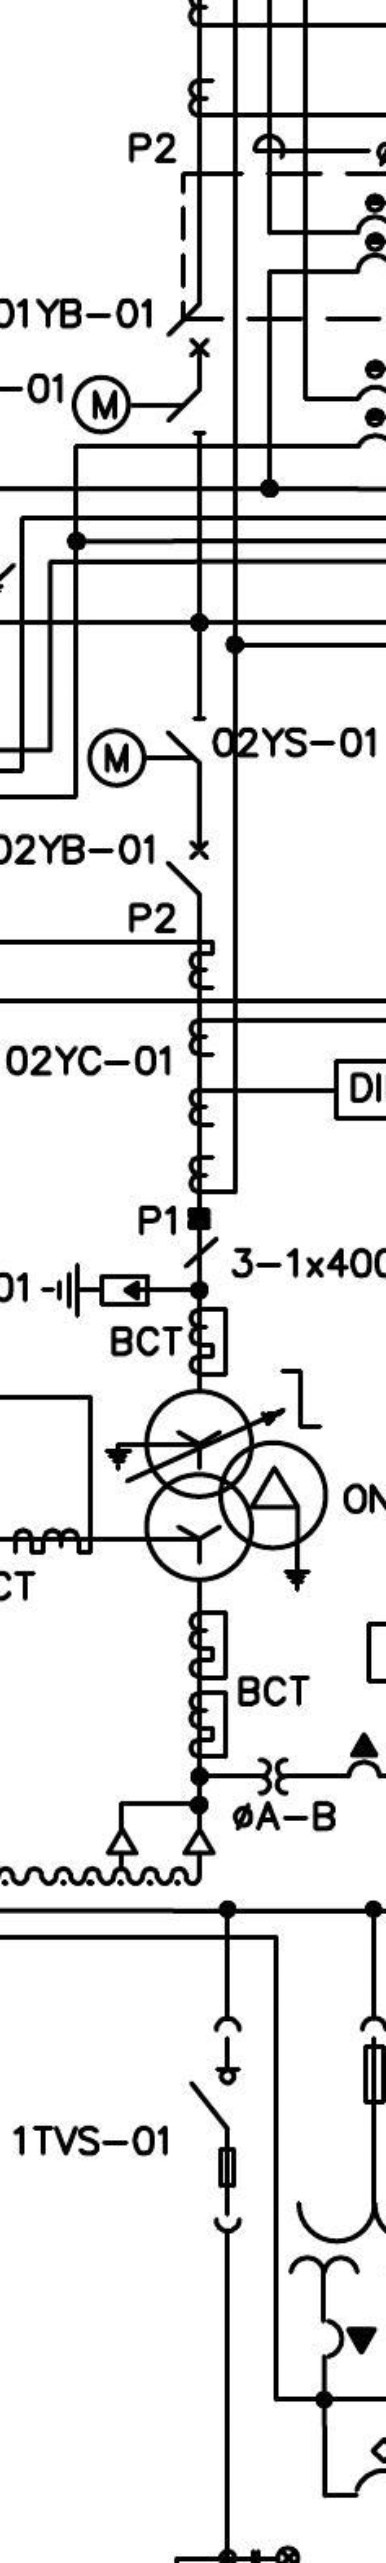 P2
ø
01YB-01
-01
M
M
02YS-01
02YB-01
P2
02YC-01
DI
P1
3-1x400
01
BCT
ON
CT
BCT
øA-B
1TVS-01